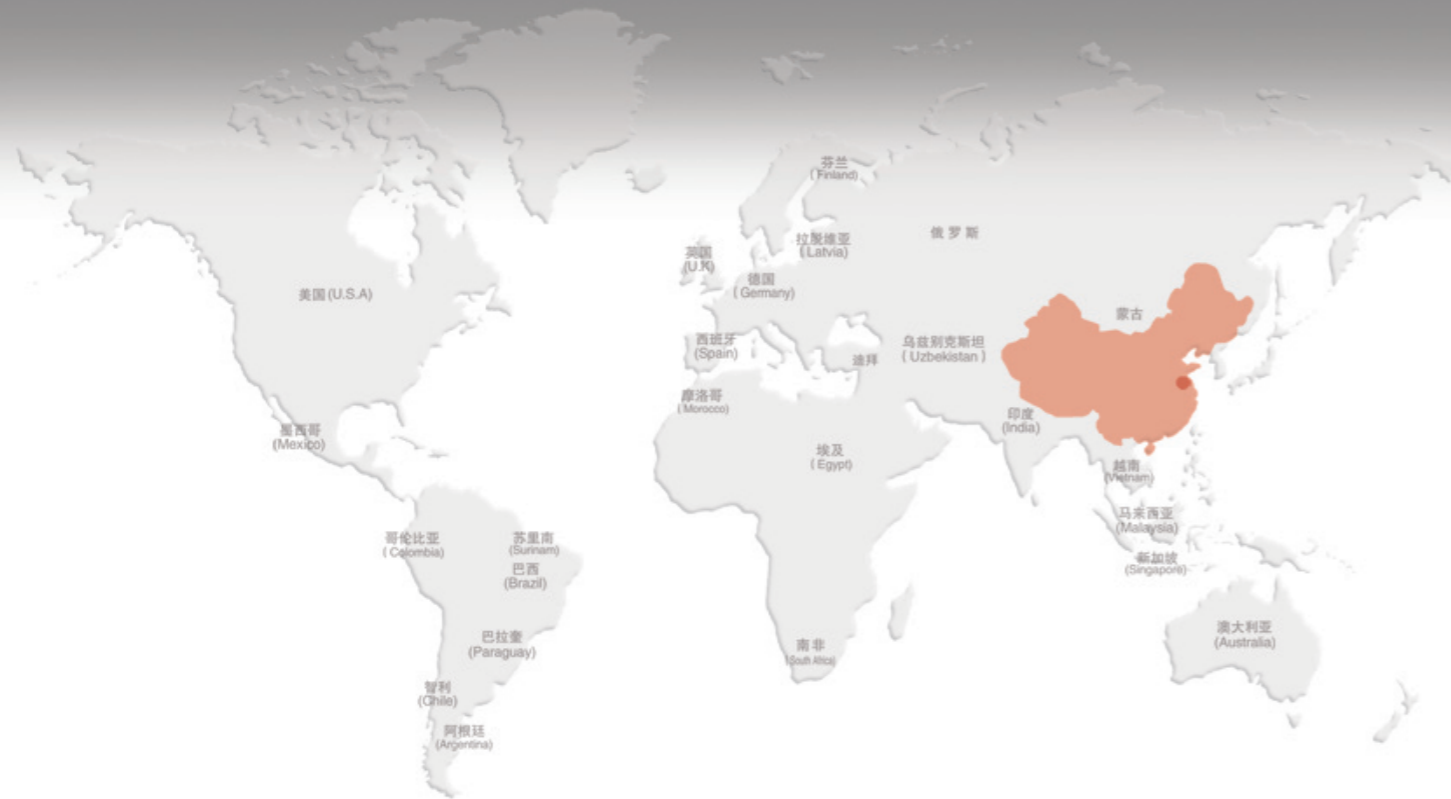 芬兰
( Finland)
俄 罗 斯
拉脱维亚
( Latvia)
英国
(U.K)
德国
( Germany)
美国 (U.S.A)
蒙古
西班牙
(Spain)
乌兹别克斯坦
( Uzbekistan )
迪拜
摩洛哥
( Morocco)
印度
(India)
墨西哥
(Mexico)
埃及
( Egypt)
越南
(Vietnam)
马来西亚
(Malaysia)
哥伦比亚
( Colombia)
苏里南
(Surinam)
新加坡
(Singapore)
巴西
(Brazil)
澳大利亚
(Australia)
巴拉奎
(Paraguay)
南 非
(South Africa)
智利
(Chile)
阿根廷
(Argentina)